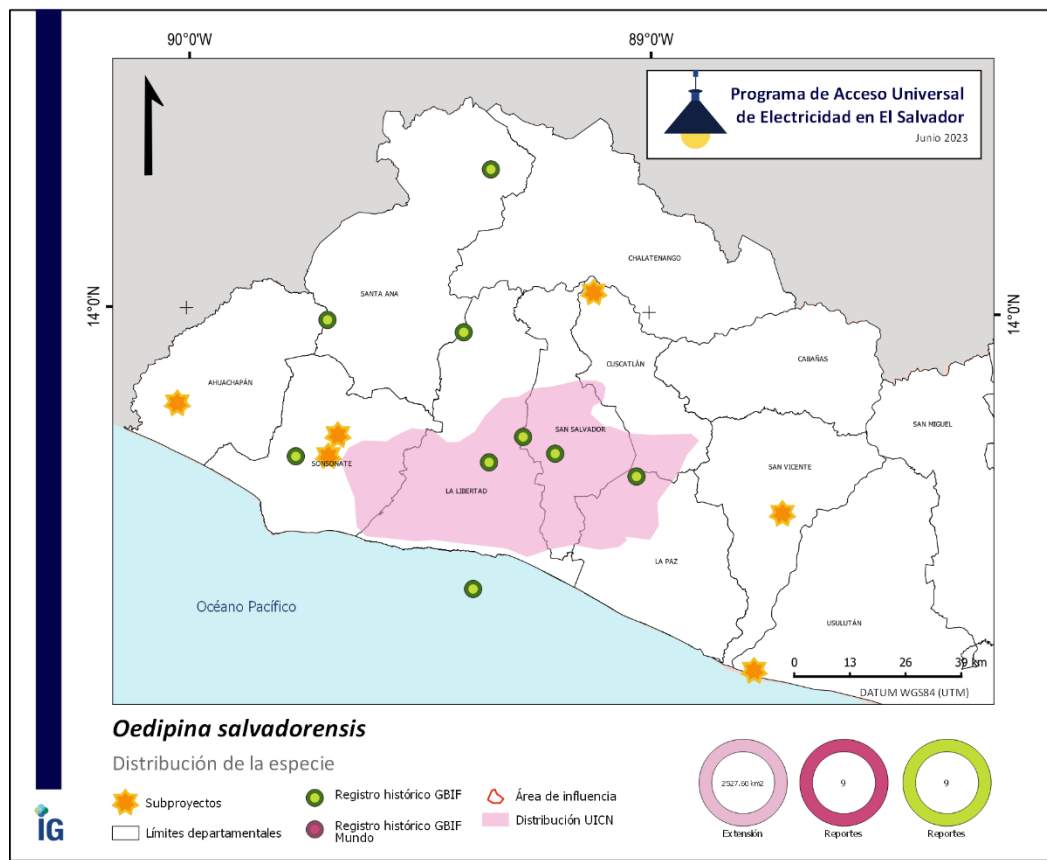 90°0'W
89°0'W
Programa de Acceso Universal
de Electricidad en El Salvador
Junio 2023
CHALATENANGO
SANTA ANA
14°0'N
14°0'N
CUSCATLÁN
CABAÑAS
AHUACHAPÁN
SAN MIGUEL
SAN SALVADOR
SONSONATE
SAN VICENTE
LA LIBERTAD
LA PAZ
Océano Pacífico
USULUTÁN
0 13 26 39 km
DATUM WGS84 (UTM)
Oedipina salvadorensis
Distribución de la especie
Subproyectos
Límites departamentales
Registro histórico GBIF
Registro histórico GBIF
Mundo
Área de influencia
Distribución UICN
2527.60 km2
Extensión
9
Reportes
9
Reportes
IG